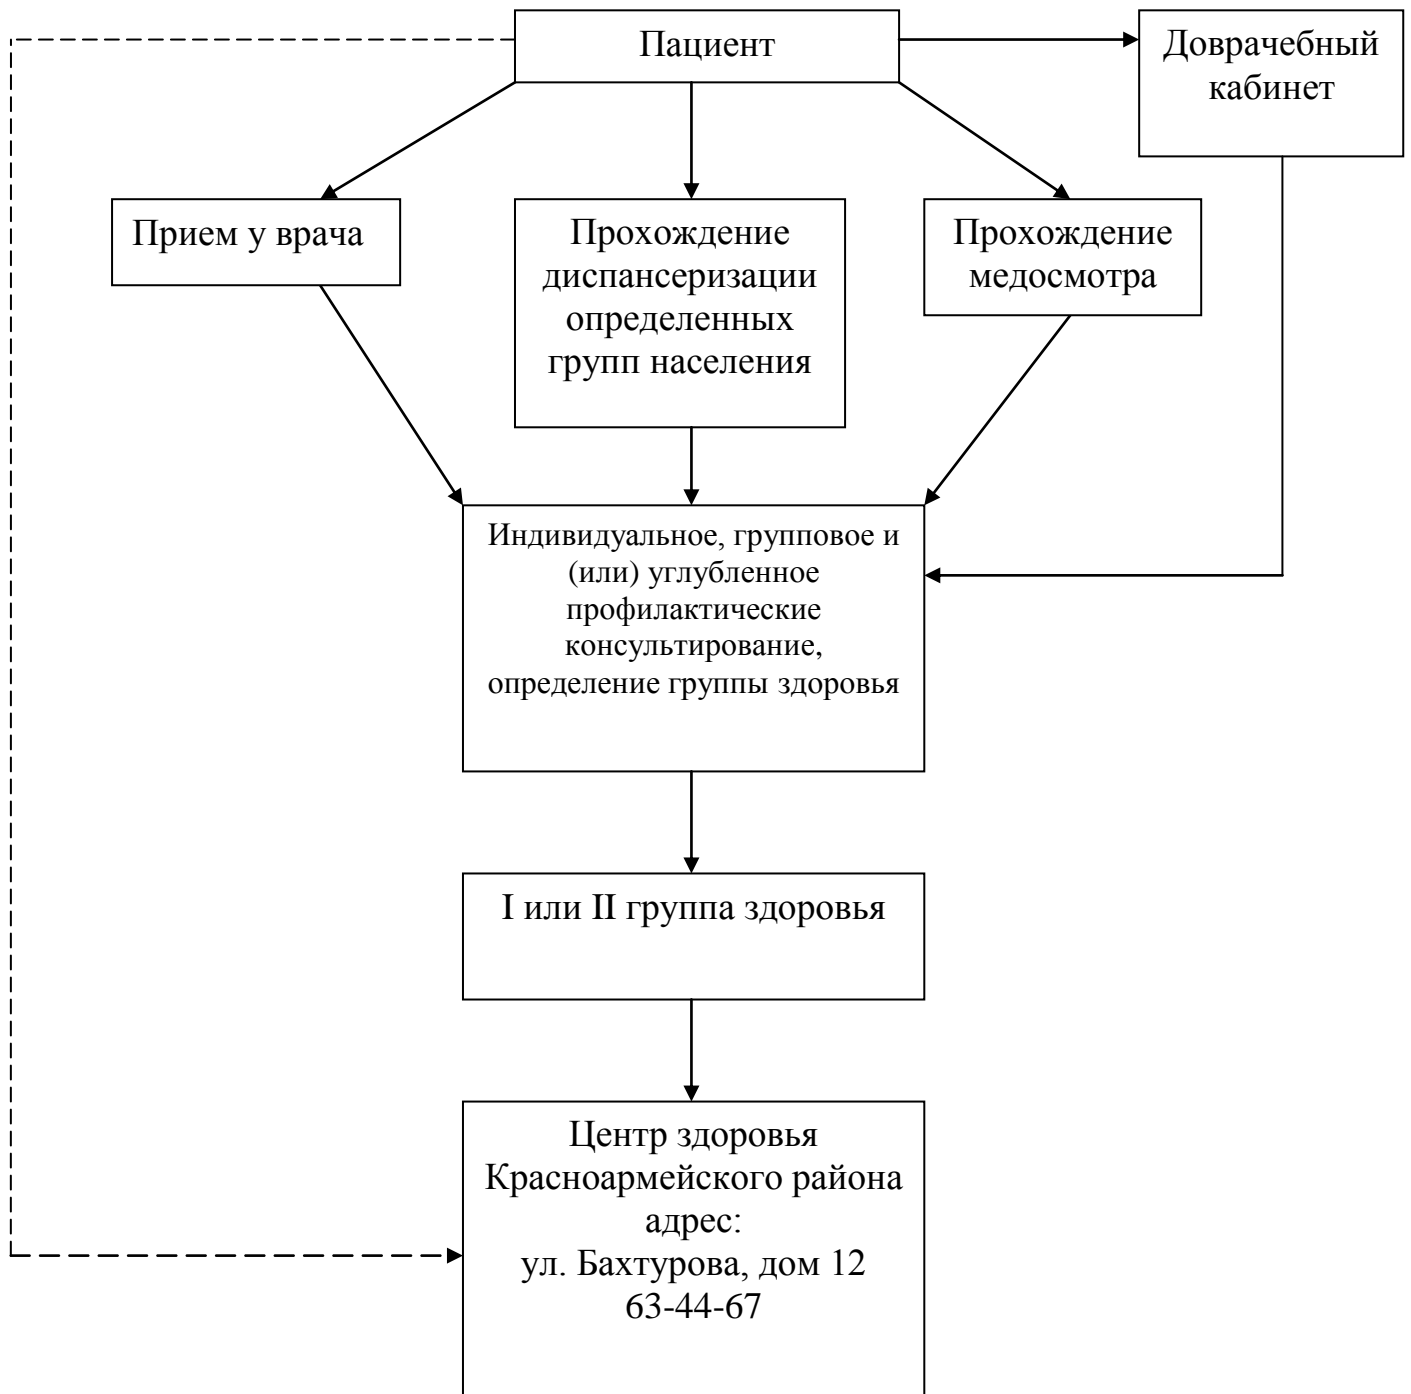 Пациент
Доврачебный
кабинет
Прием у врача
Прохождение
диспансеризации
определенных
групп населения
Прохождение
медосмотра
Индивидуальное, групповое и
(или) углубленное
профилактические
консультирование,
определение группы здоровья
I или II группа здоровья
Центр здоровья
Красноармейского района
адрес:
ул. Бахтурова, дом 12
63-44-67